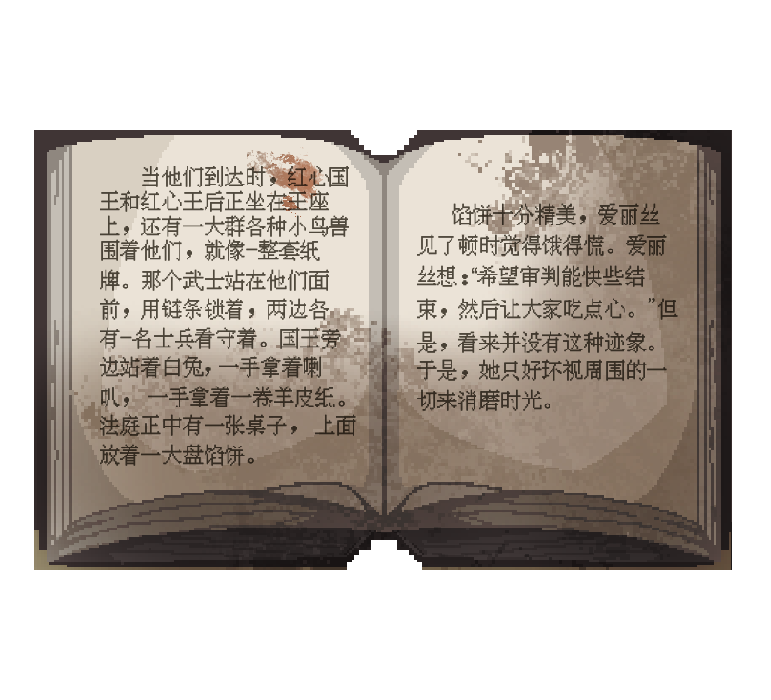 当他们到达时，红心国
王和红心王后正坐在王座
上，还有一大群各种小鸟兽
围着他们，就像一整套纸
牌。那个武士站在他们面
前，用链条锁着，两边各
有一名士兵看守着。国王旁
边站着白兔，一手拿着喇
叭，一手拿着一卷羊皮纸。
法庭正中有一张桌子，上面
放着一大盘馅饼。
馅饼十分精美，爱丽丝
见了顿时觉得饿得慌。爱丽
丝想：“希望审判能快些结
束，然后让大家吃点心。”但
是，看来并没有这种迹象。
于是，她只好环视周围的一
切来消磨时光。